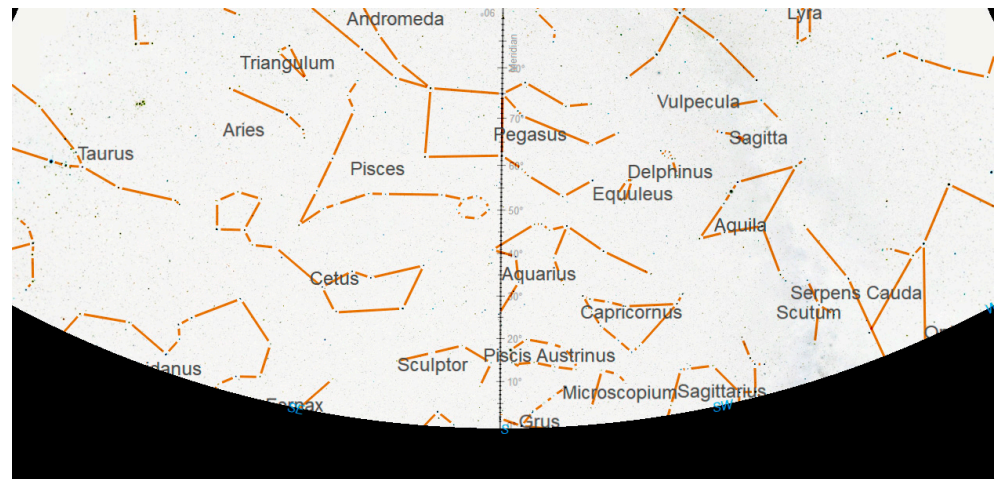 Andromeda
Lyra
Meridian
Triangulum
80°
Vulpecula
70°
Aries
Pegasus
Sagitta
Taurus
Pisces
60°
Delphinus
Equuleus
50°
Aquila
40°
Cetus
Aquarius
30°
Serpens Cauda
Capricornus
Scutum
20°
Sculptor
Piscis Austrinus
danus
10°
Microscopium
Sagittarius
Fornax
SE
SW
Grus
S
W